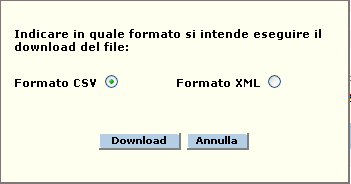 Indicare in quale formato si intende eseguire il
download del file:
Formato CSV Formato XML
Download Annulla